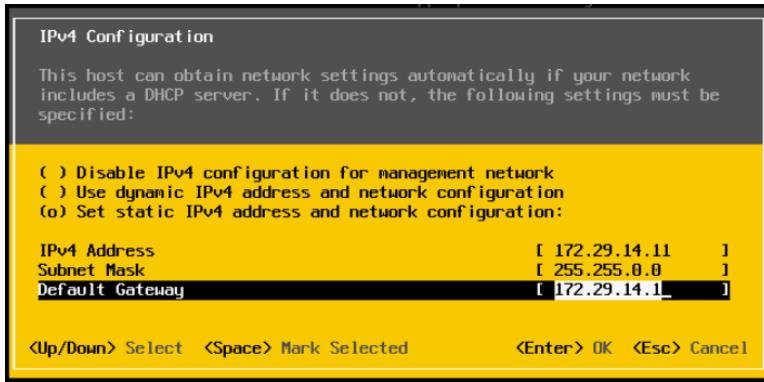 IPv4 Configuration
This host can obtain network settings automatically if your network
includes a DHCP server. If it does not, the following settings must be
specified:
( ) Disable IPv4 configuration for management network
( ) Use dynamic IPv4 address and network configuration
(o) Set static IPv4 address and network configuration:
IPv4 Address [ 172.29.14.11 ]
Subnet Mask [ 255.255.0.0 ]
Default Gateway [ 172.29.14.1_ ]
<Up/Down> Select <Space> Mark Selected <Enter> OK <Esc> Cancel